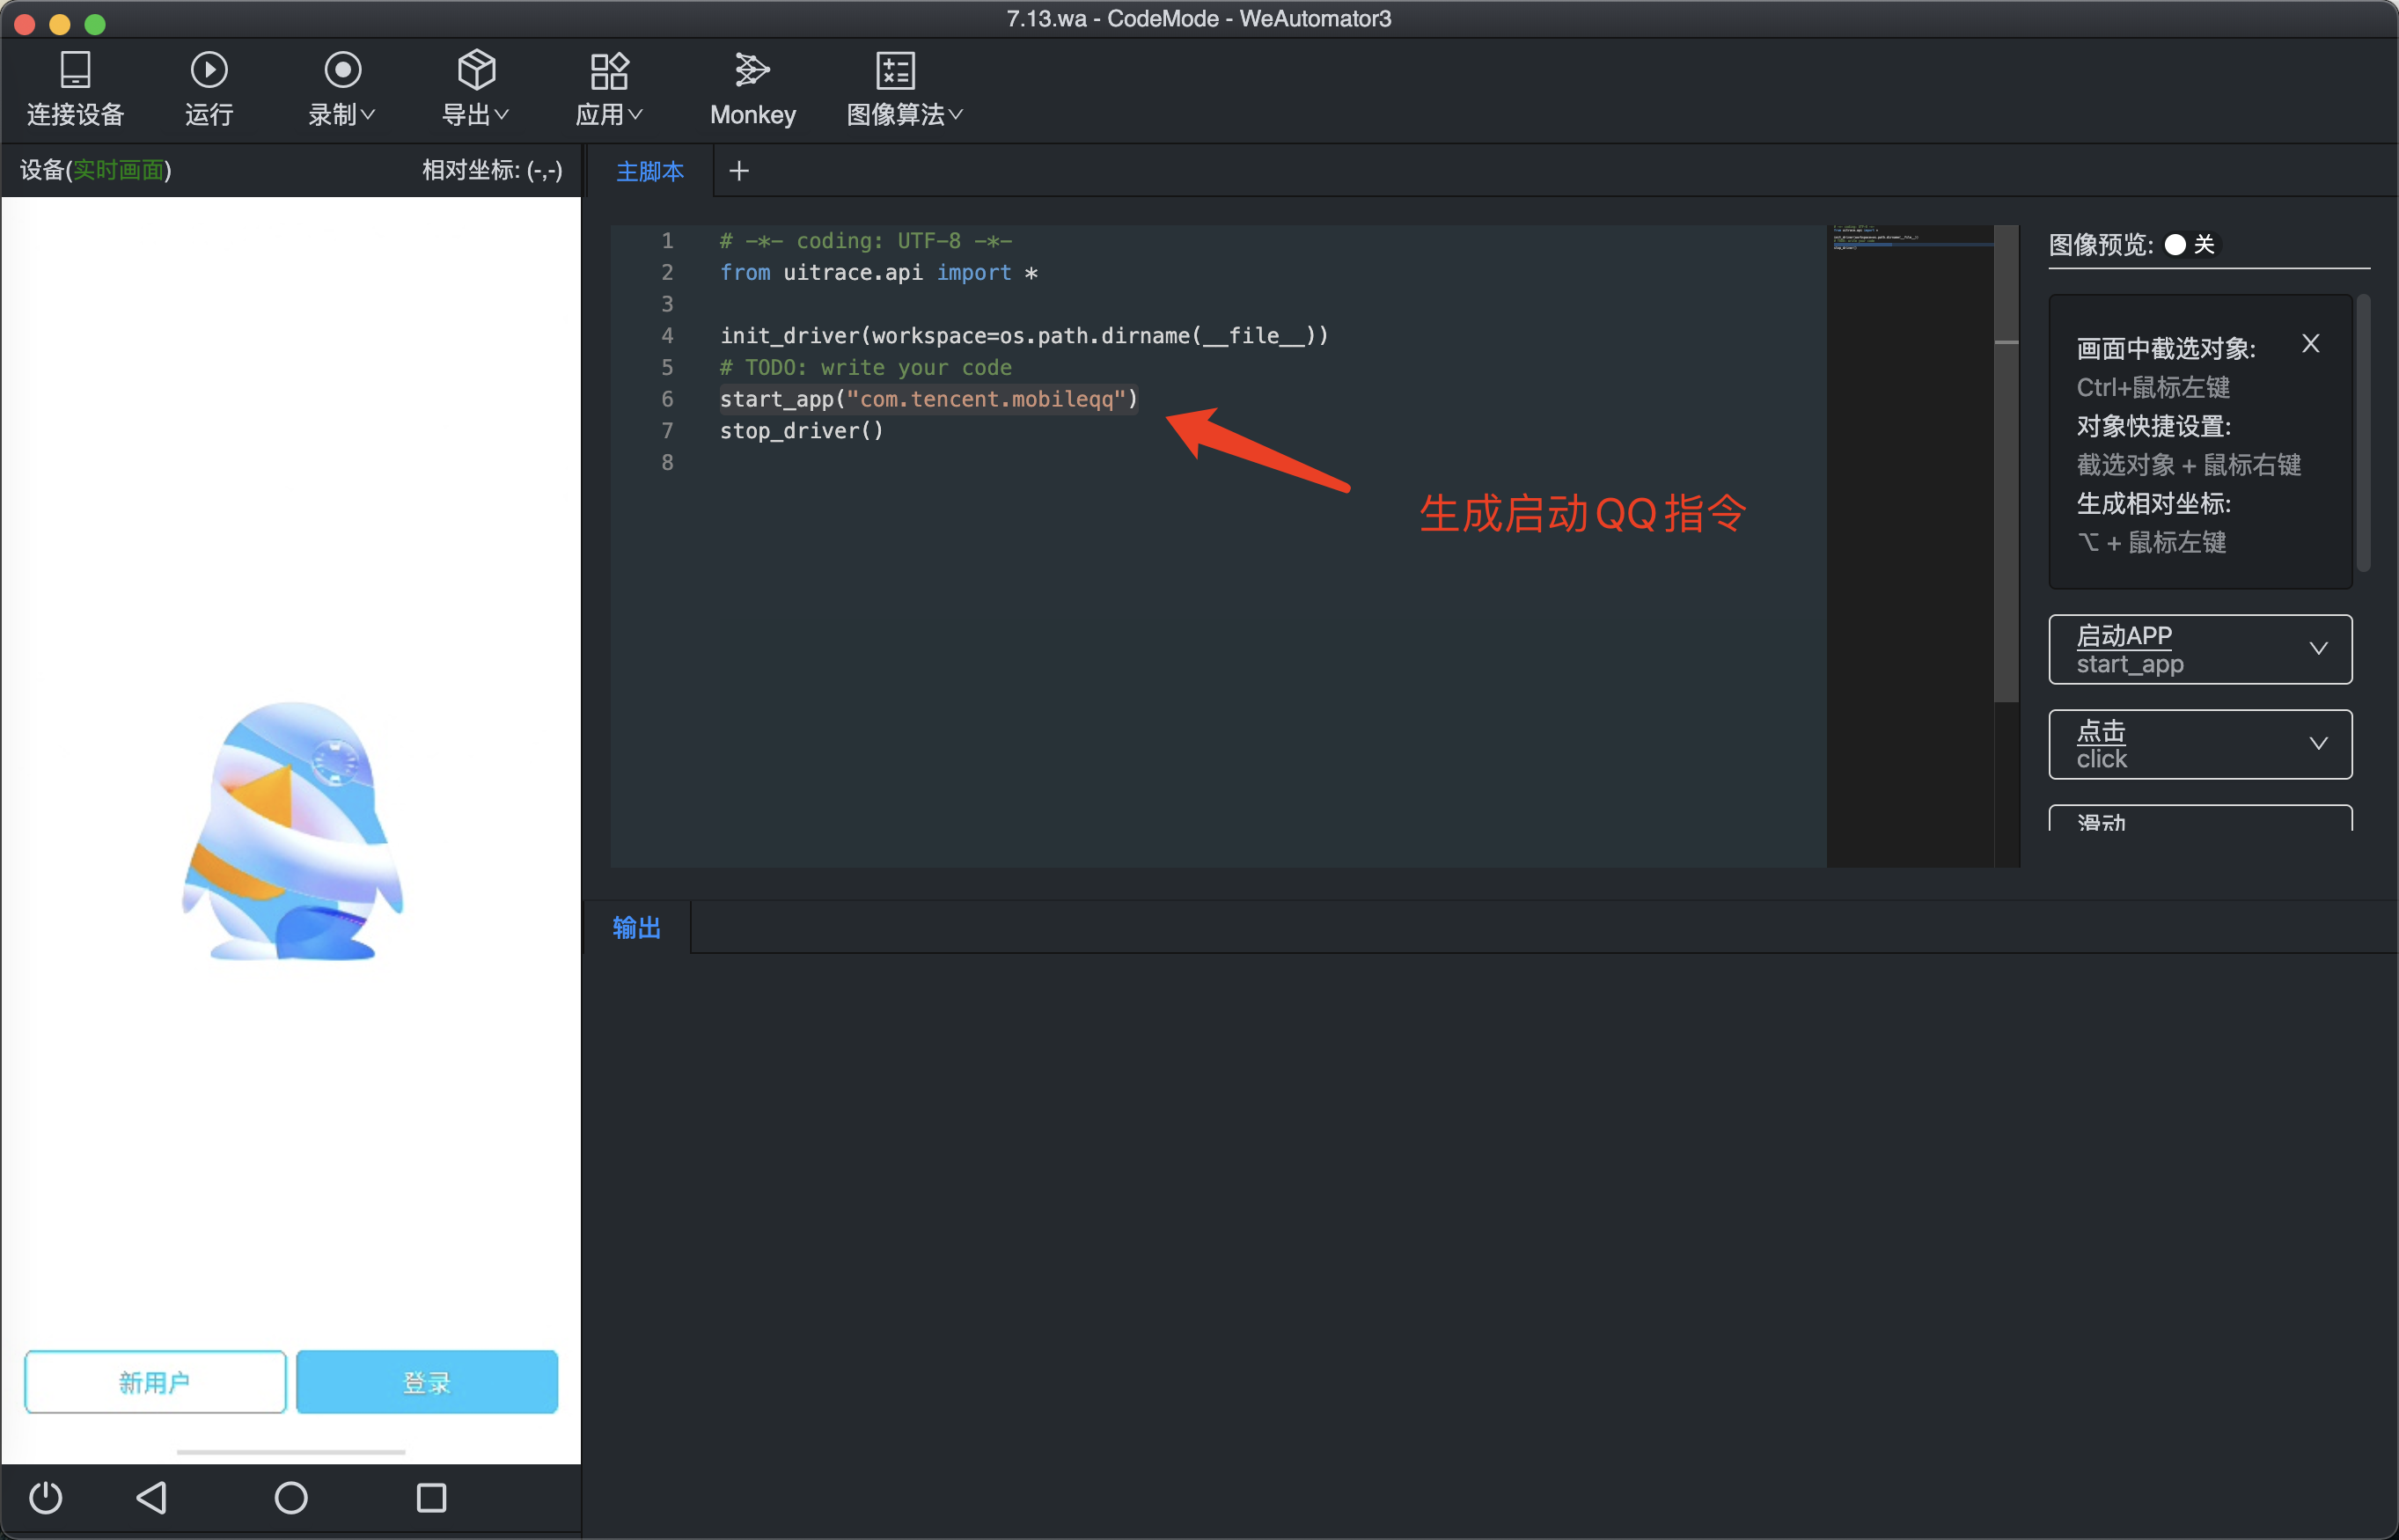 7.13.wa - CodeMode - WeAutomator3
连接设备
运行
录制
导出
应用
Monkey
图像算法
设备(实时画面)
相对坐标: (-,-)
主脚本
+
1 # -*- coding: UTF-8 -*-
2 from uitrace.api import *
3
4 init_driver(workspace=os.path.dirname(__file__))
5 # TODO: write your code
6 start_app("com.tencent.mobileqq")
7 stop_driver()
8
生成启动QQ指令
图像预览: 关
画面中截选对象: X
Ctrl+鼠标左键
对象快捷设置:
截选对象 + 鼠标右键
生成相对坐标:
⌥ + 鼠标左键
启动APP
start_app
点击
click
滑动
输出
新用户
登录